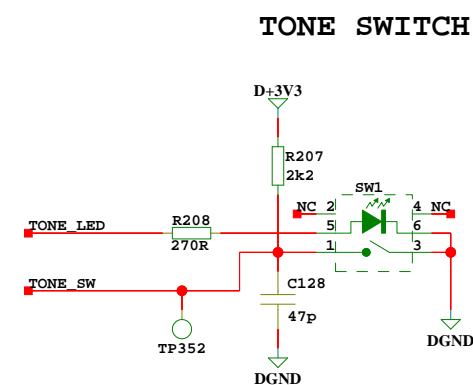 TONE SWITCH
D+3V3
R207
2k2
SW1
NC 2
4 NC
TONE_LED
R208
5
6
270R
1
3
TONE_SW
C128
47p
TP352
DGND
DGND